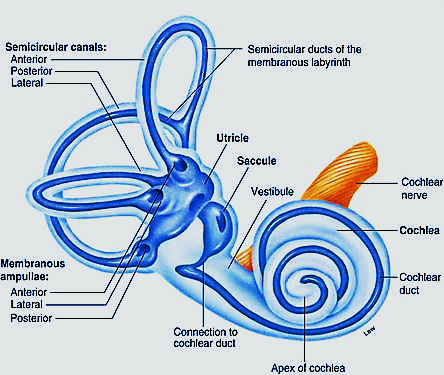 Semicircular canals:
Anterior
Posterior
Lateral
Semicircular ducts of the
membranous labyrinth
Utricle
Saccule
Vestibule
Cochlear
nerve
Cochlea
Cochlear
duct
Membranous
ampullae:
Anterior
Lateral
Posterior
Connection to
cochlear duct
Apex of cochlea
Law